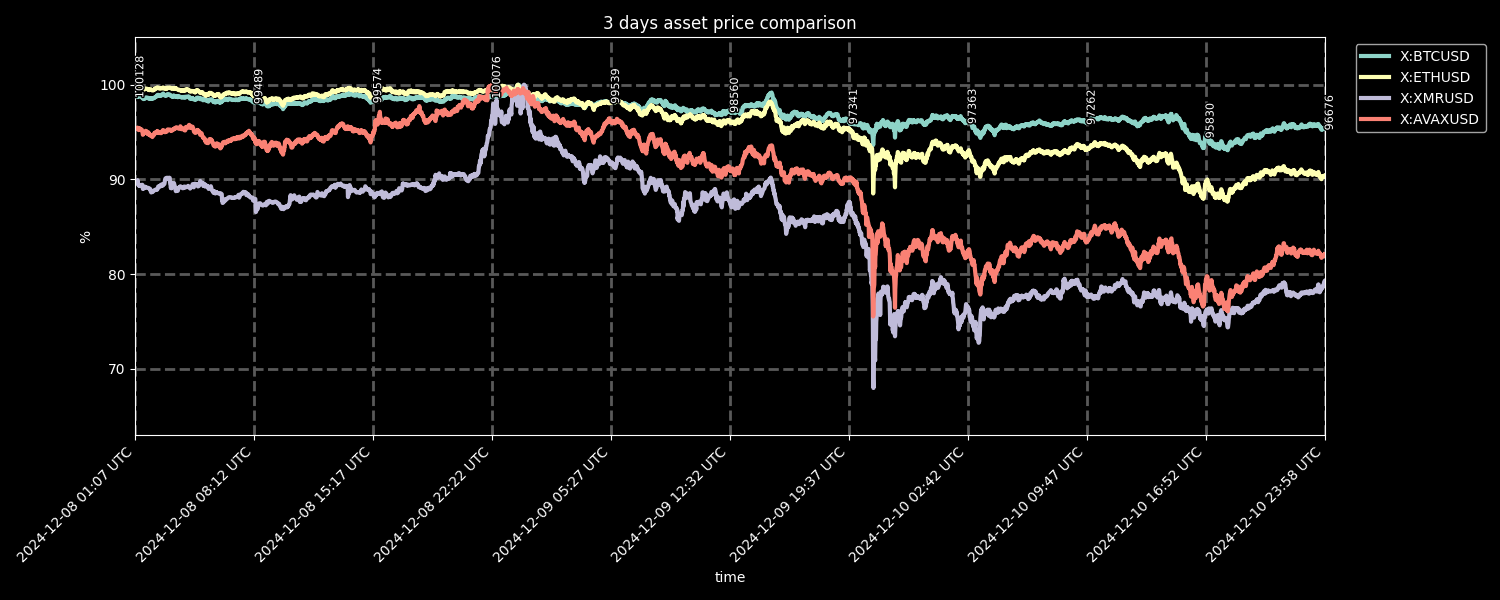 3 days asset price comparison
X:BTCUSD
X:ETHUSD
X:XMRUSD
X:AVAXUSD
100128
99489
99574
100076
99539
98560
97341
97363
97262
95830
96676
100
90
80
70
%
2024-12-08 01:07 UTC
2024-12-08 08:12 UTC
2024-12-08 15:17 UTC
2024-12-08 22:22 UTC
2024-12-09 05:27 UTC
2024-12-09 12:32 UTC
2024-12-09 19:37 UTC
2024-12-10 02:42 UTC
2024-12-10 09:47 UTC
2024-12-10 16:52 UTC
2024-12-10 23:58 UTC
time